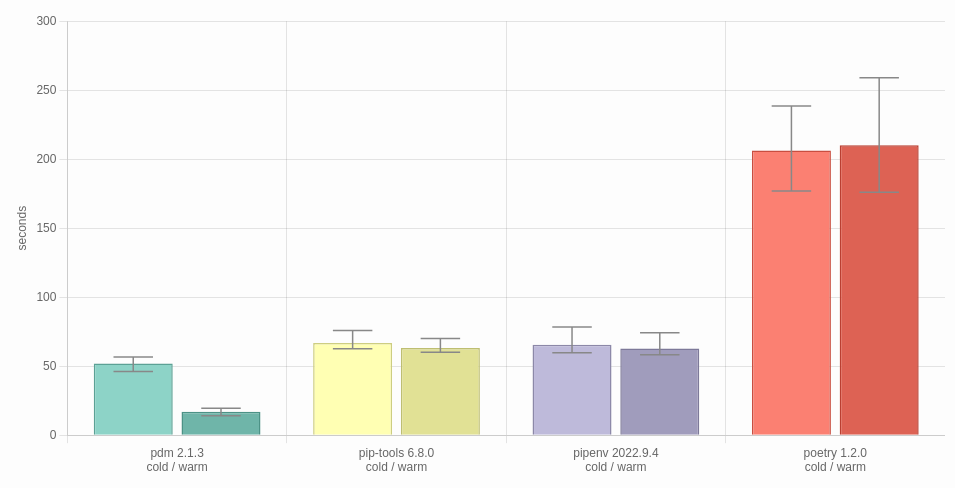 300
250
200
150
100
50
0
seconds
pdm 2.1.3
cold / warm
pip-tools 6.8.0
cold / warm
pipenv 2022.9.4
cold / warm
poetry 1.2.0
cold / warm